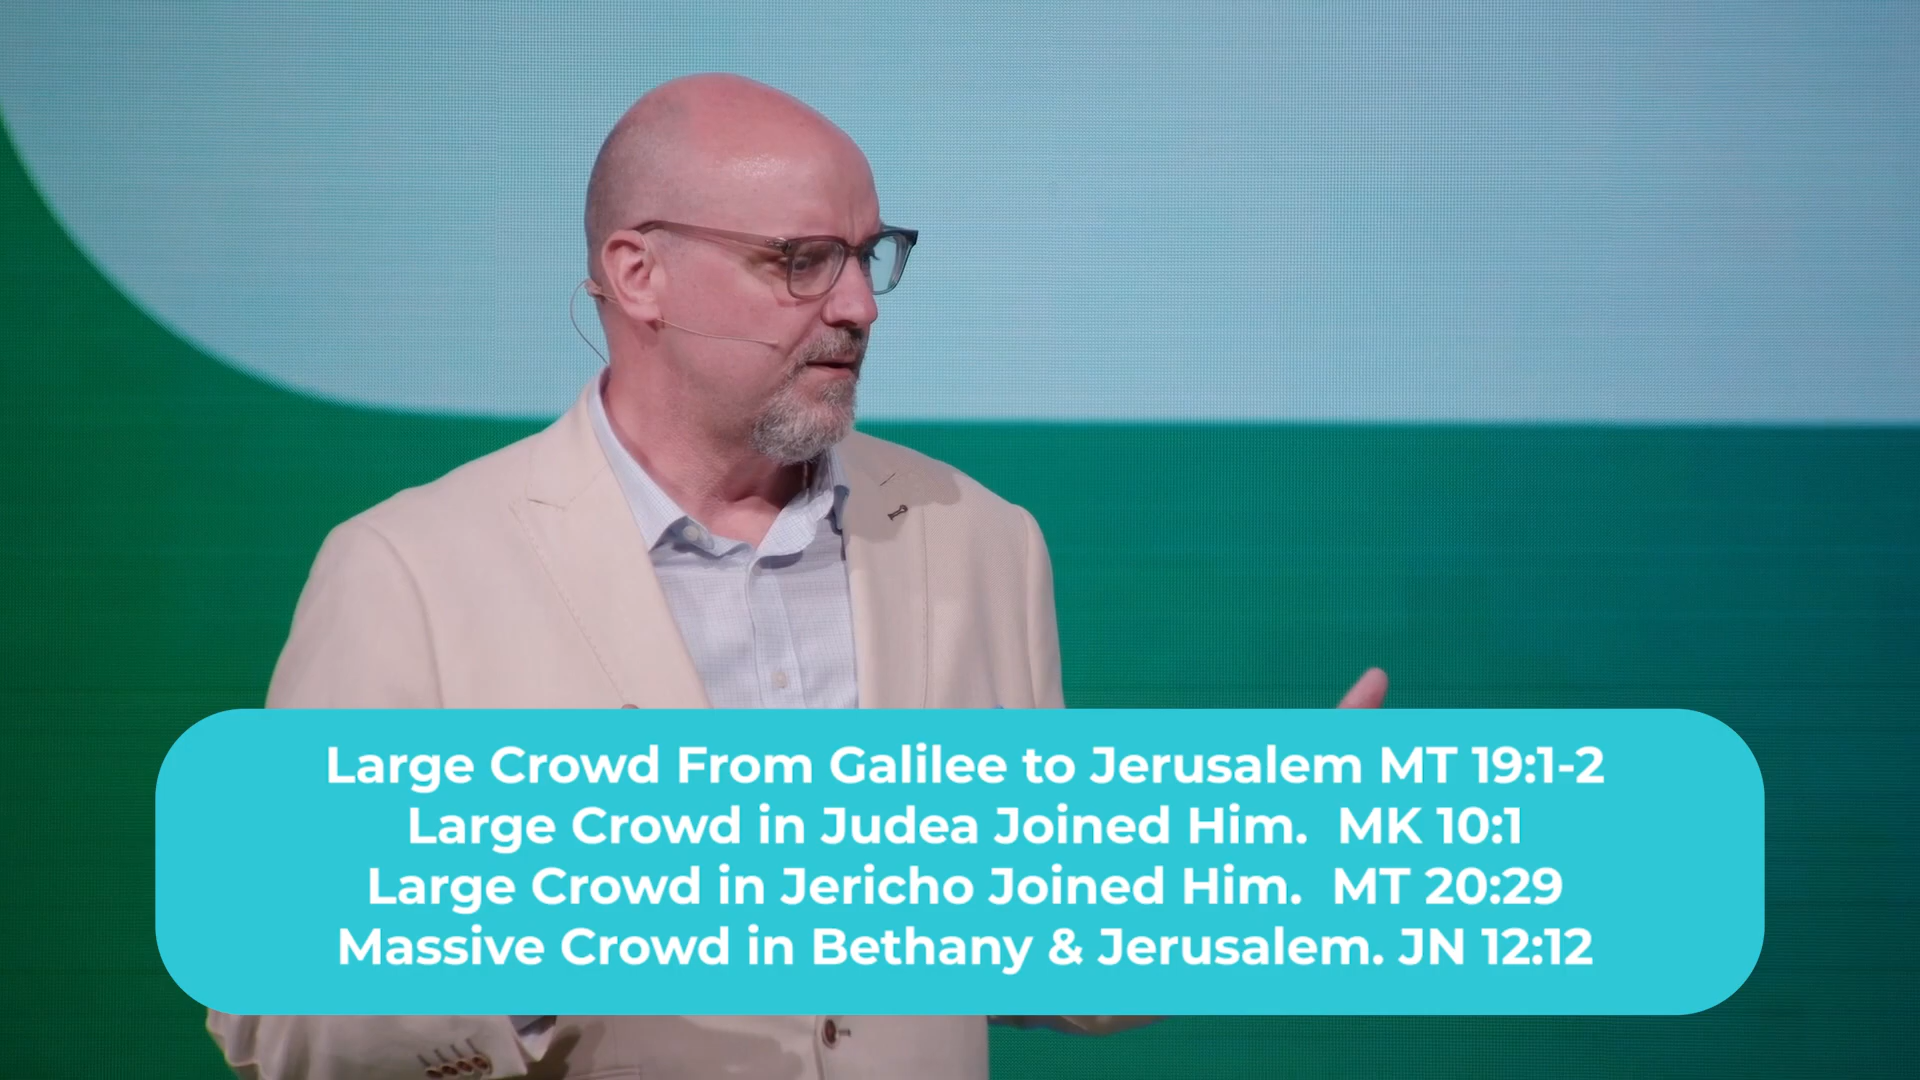 Large Crowd From Galilee to Jerusalem MT 19:1-2
Large Crowd in Judea Joined Him.  MK 10:1
Large Crowd in Jericho Joined Him.  MT 20:29
Massive Crowd in Bethany & Jerusalem. JN 12:12